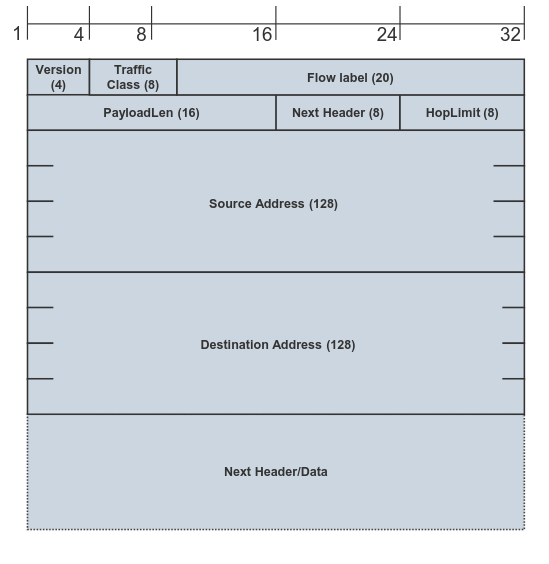 1 4 8 16 24 32
Version Traffic
(4) Class (8) Flow label (20)
PayloadLen (16) Next Header (8) HopLimit (8)
Source Address (128)
Destination Address (128)
Next Header/Data